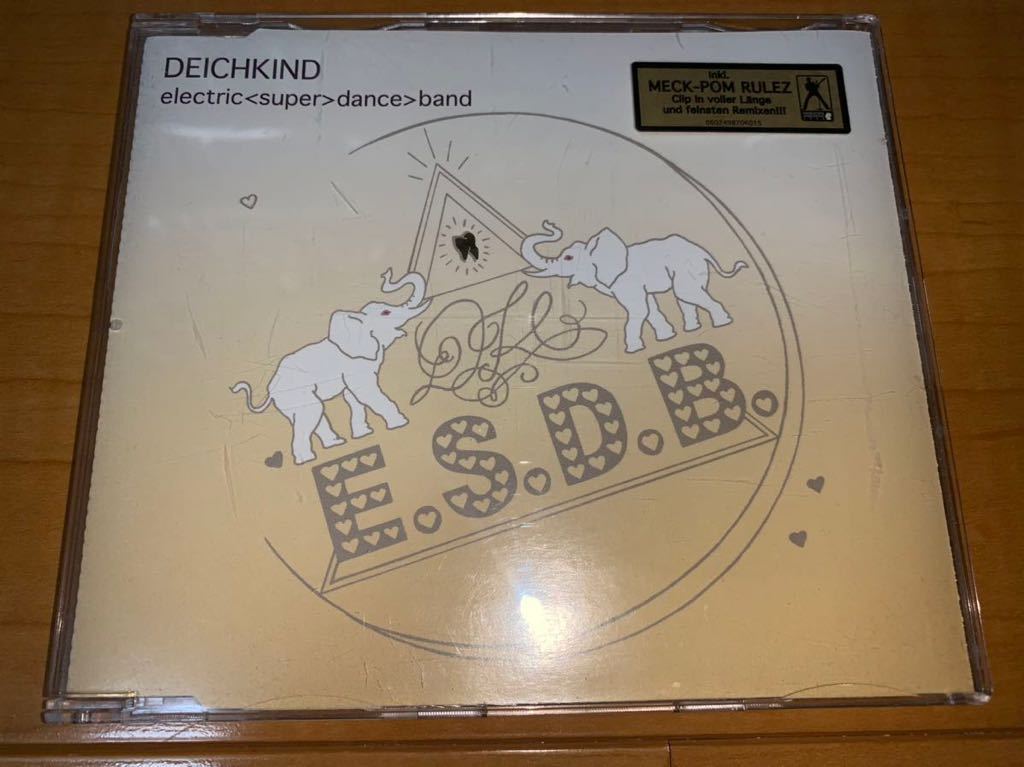 DEICHKIND
electric<super>dance>band
inkl.
MECK-POM RULEZ
Clip in voller Länge
und feinsten Remixen!!!
E.S.D.B.